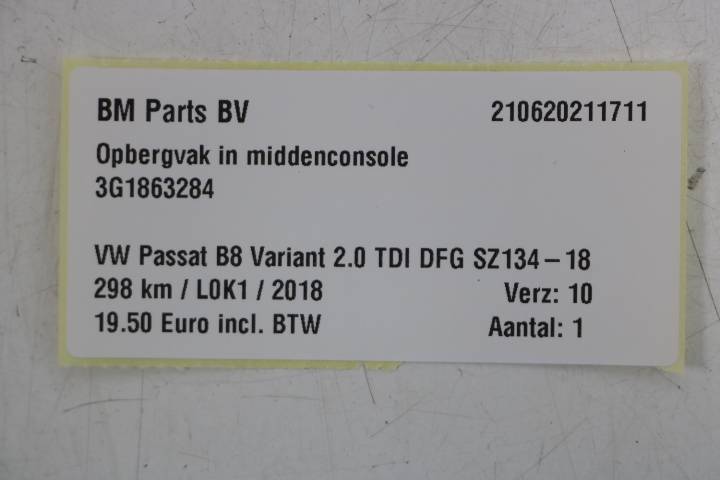 BM Parts BV 210620211711
Opbergvak in middenconsole
3G1863284
VW Passat B8 Variant 2.0 TDI DFG SZ134-18
298 km / L0K1 / 2018 Verz: 10
19.50 Euro incl. BTW Aantal: 1